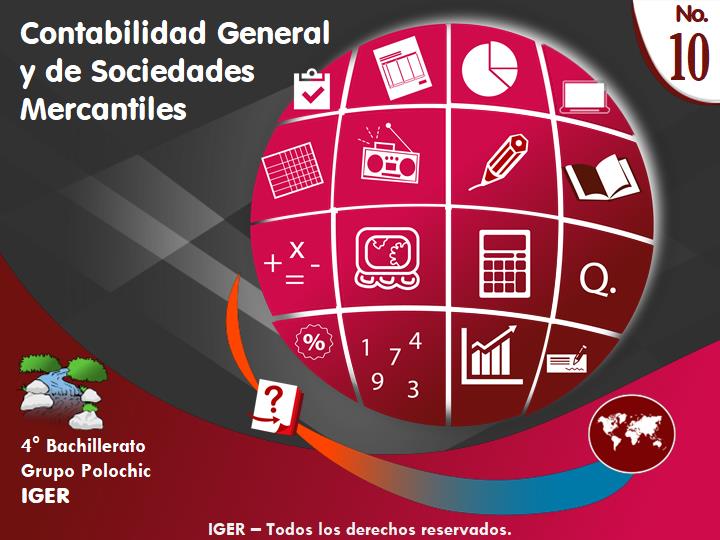 Contabilidad General
y de Sociedades
Mercantiles
No.
10
+ x -
=
Q.
%
1 7 4
9 3
?
4° Bachillerato
Grupo Polochic
IGER
IGER – Todos los derechos reservados.